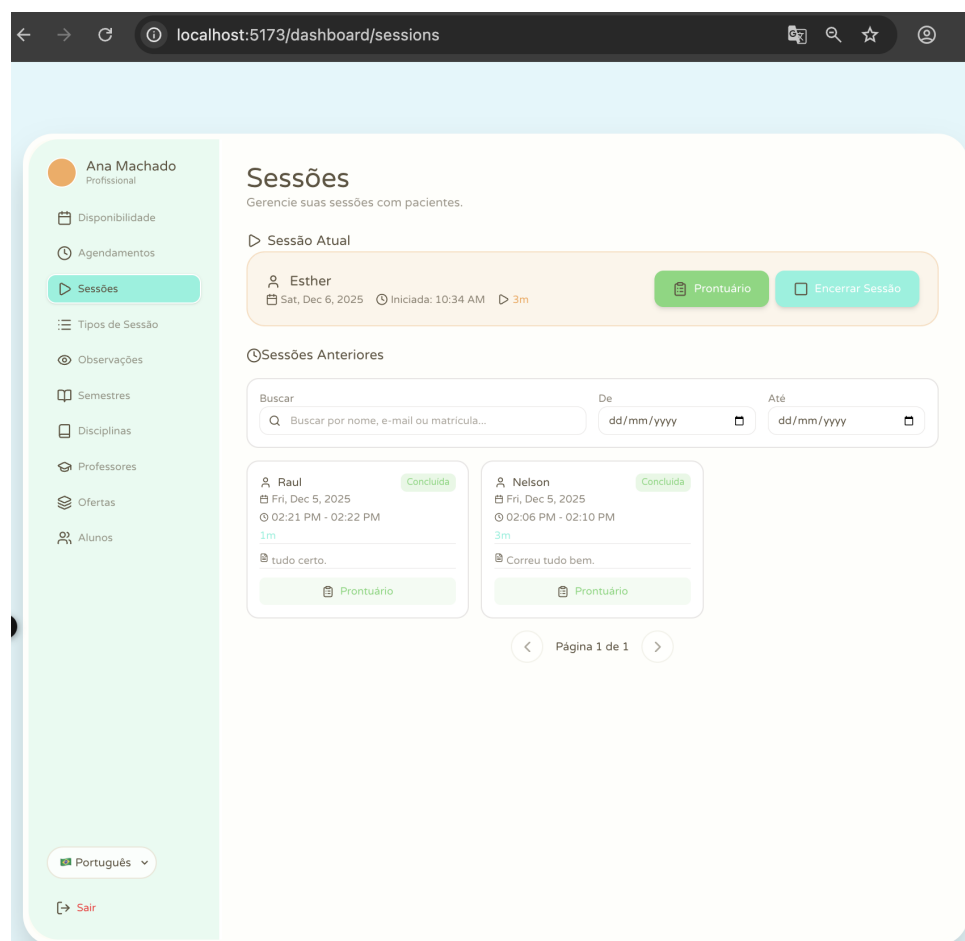 localhost:5173/dashboard/sessions
Ana Machado
Profissional
Disponibilidade
Agendamentos
Sessões
Tipos de Sessão
Observações
Semestres
Disciplinas
Professores
Ofertas
Alunos
Português
Sair
Sessões
Gerencie suas sessões com pacientes.
Sessão Atual
Esther
Sat, Dec 6, 2025 Iniciada: 10:34 AM 3m
Prontuário
Encerrar Sessão
Sessões Anteriores
Buscar De Até
Buscar por nome, e-mail ou matricula... dd/mm/yyyy dd/mm/yyyy
Raul Concluida
Fri, Dec 5, 2025
02:21 PM - 02:22 PM
1m
tudo certo.
Prontuário
Nelson Concluida
Fri, Dec 5, 2025
02:06 PM - 02:10 PM
3m
Correu tudo bem.
Prontuário
Página 1 de 1